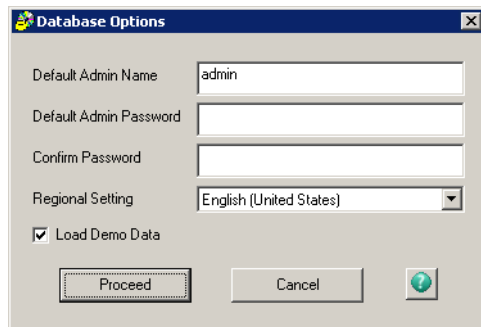 Database Options
Default Admin Name admin
Default Admin Password
Confirm Password
Regional Setting English (United States)
Load Demo Data
Proceed Cancel ?